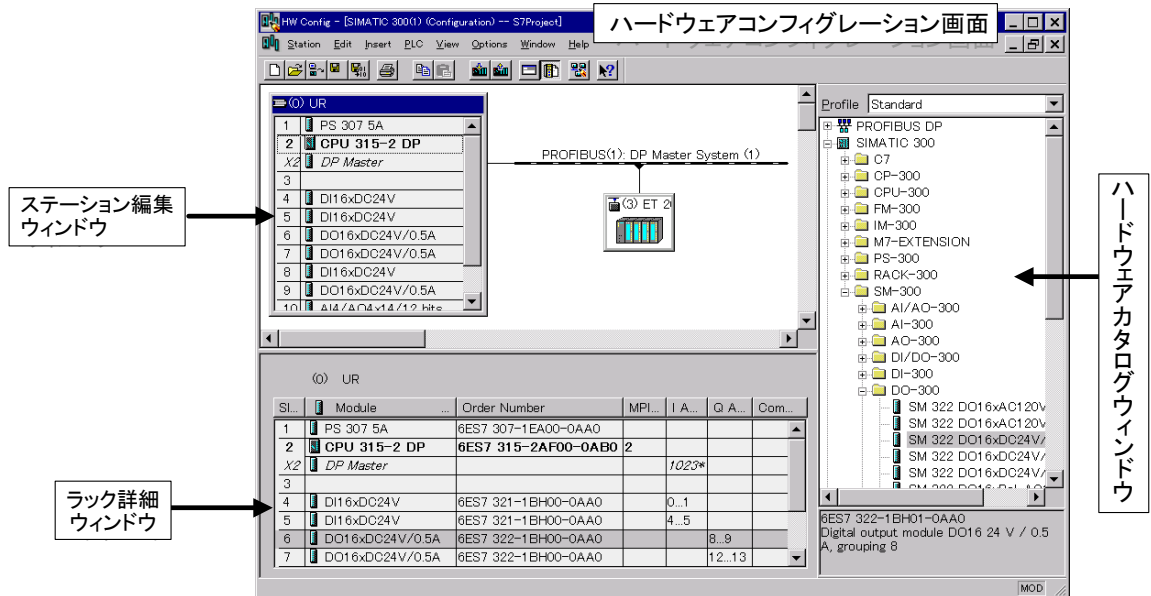 HW Config - [SIMATIC 300(1) (Configuration) -- S7Project]
ハードウェアコンフィグレーション画面
Station Edit Insert PLC View Options Window Help
(0) UR
1 PS 307 5A
2 CPU 315-2 DP
X2 DP Master
3
4 DI16xDC24V
5 DI16xDC24V
6 DO16xDC24V/0.5A
7 DO16xDC24V/0.5A
8 DI16xDC24V
9 DO16xDC24V/0.5A
10 AI4/AO4x14/12 bits
PROFIBUS(1): DP Master System (1)
(3) ET 20
ステーション編集
ウィンドウ
Profile Standard
PROFIBUS DP
SIMATIC 300
C7
CP-300
CPU-300
FM-300
IM-300
M7-EXTENSION
PS-300
RACK-300
SM-300
AI/AO-300
AI-300
AO-300
DI/DO-300
DI-300
DO-300
SM 322 DO16xAC120V
SM 322 DO16xAC120V
SM 322 DO16xDC24V/
SM 322 DO16xDC24V/
SM 322 DO16xDC24V/
ハードウェアカタログウィンドウ
6ES7 322-1BH01-0AA0
Digital output module DO16 24 V / 0.5
A, grouping 8
(0) UR
Sl... Module ... Order Number MPI... I A... Q A... Com...
1 PS 307 5A 6ES7 307-1EA00-0AA0
2 CPU 315-2 DP 6ES7 315-2AF00-0AB0 2
X2 DP Master 1023*
3
4 DI16xDC24V 6ES7 321-1BH00-0AA0 0...1
5 DI16xDC24V 6ES7 321-1BH00-0AA0 4...5
6 DO16xDC24V/0.5A 6ES7 322-1BH00-0AA0 8...9
7 DO16xDC24V/0.5A 6ES7 322-1BH00-0AA0 12...13
ラック詳細
ウィンドウ
MOD